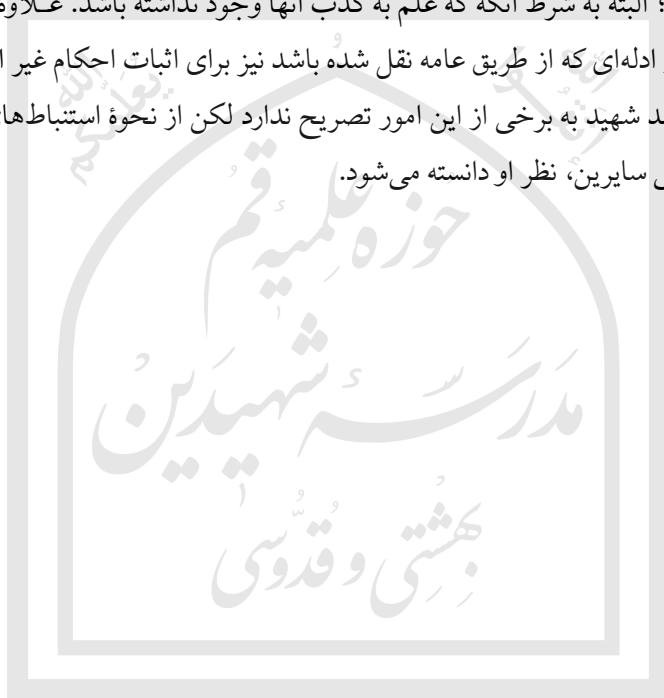 ؛ البته به شرط آنکه که علم به کذب آنها وجود نداشته باشد. عـلاوه
ادله‌ای که از طریق عامه نقل شده باشد نیز برای اثبات احکام غیر
شهید به برخی از این امور تصریح ندارد لکن از نحوهٔ استنباط‌های
سایرین، نظر او دانسته می‌شود.
حوزه علمیه قم
مدرسه شهیدین
بهشتی و قدوسی